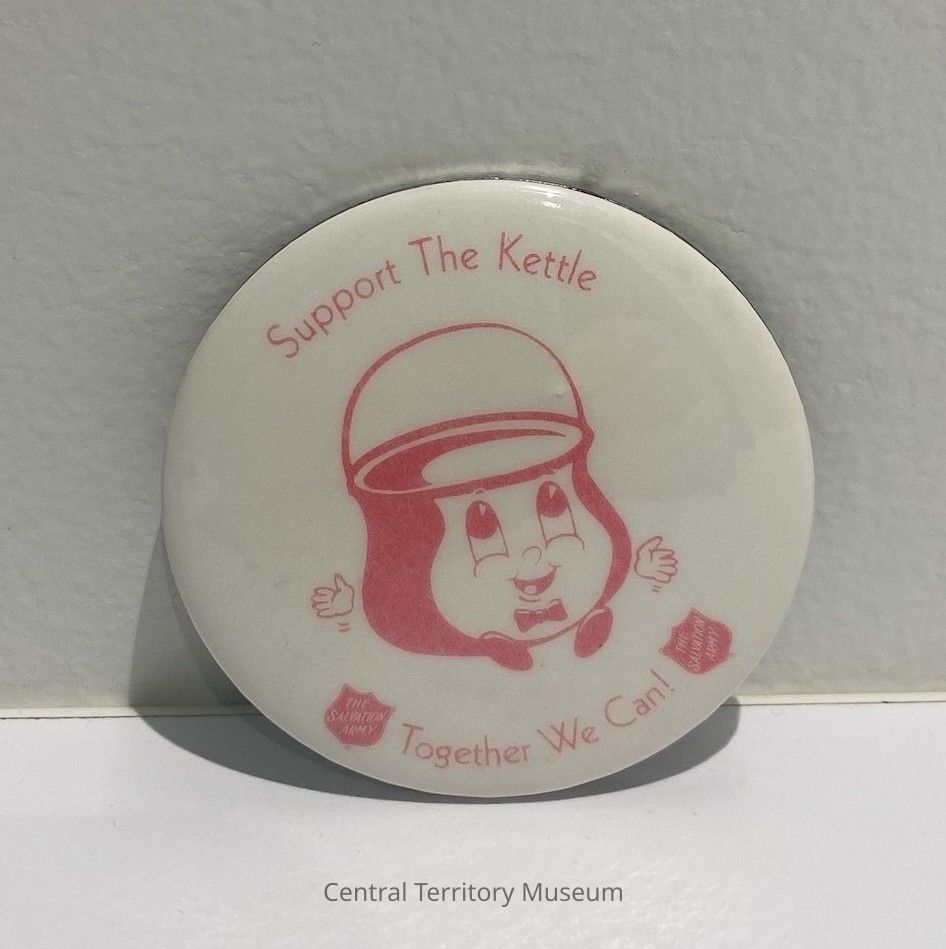 Support The Kettle
THE
SALVATION
ARMY
THE
SALVATION
ARMY
Together We Can!
Central Territory Museum